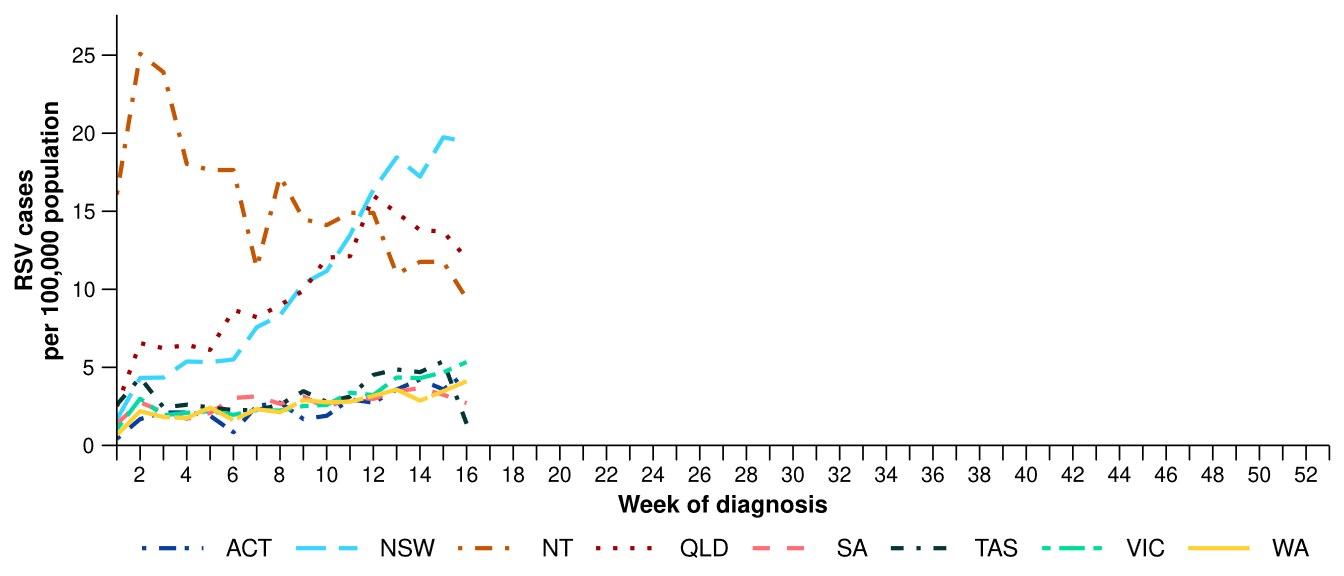 RSV cases
per 100,000 population
25
20
15
10
5
0
2 4 6 8 10 12 14 16 18 20 22 24 26 28 30 32 34 36 38 40 42 44 46 48 50 52
Week of diagnosis
ACT NSW NT QLD SA TAS VIC WA